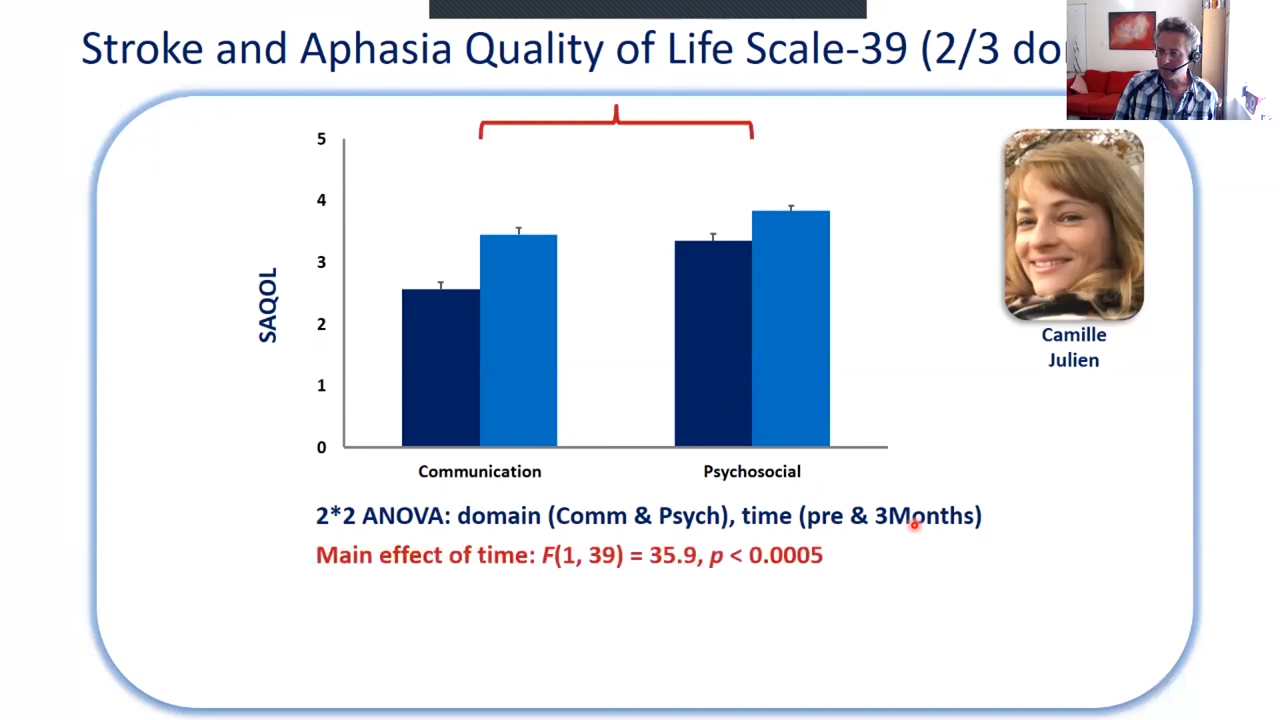 Stroke and Aphasia Quality of Life Scale-39 (2/3
5
4
3
2
1
0
SAQOL
Communication
Psychosocial
Camille
Julien
2*2 ANOVA: domain (Comm & Psych), time (pre & 3Months)
Main effect of time: F(1, 39) = 35.9, p < 0.0005